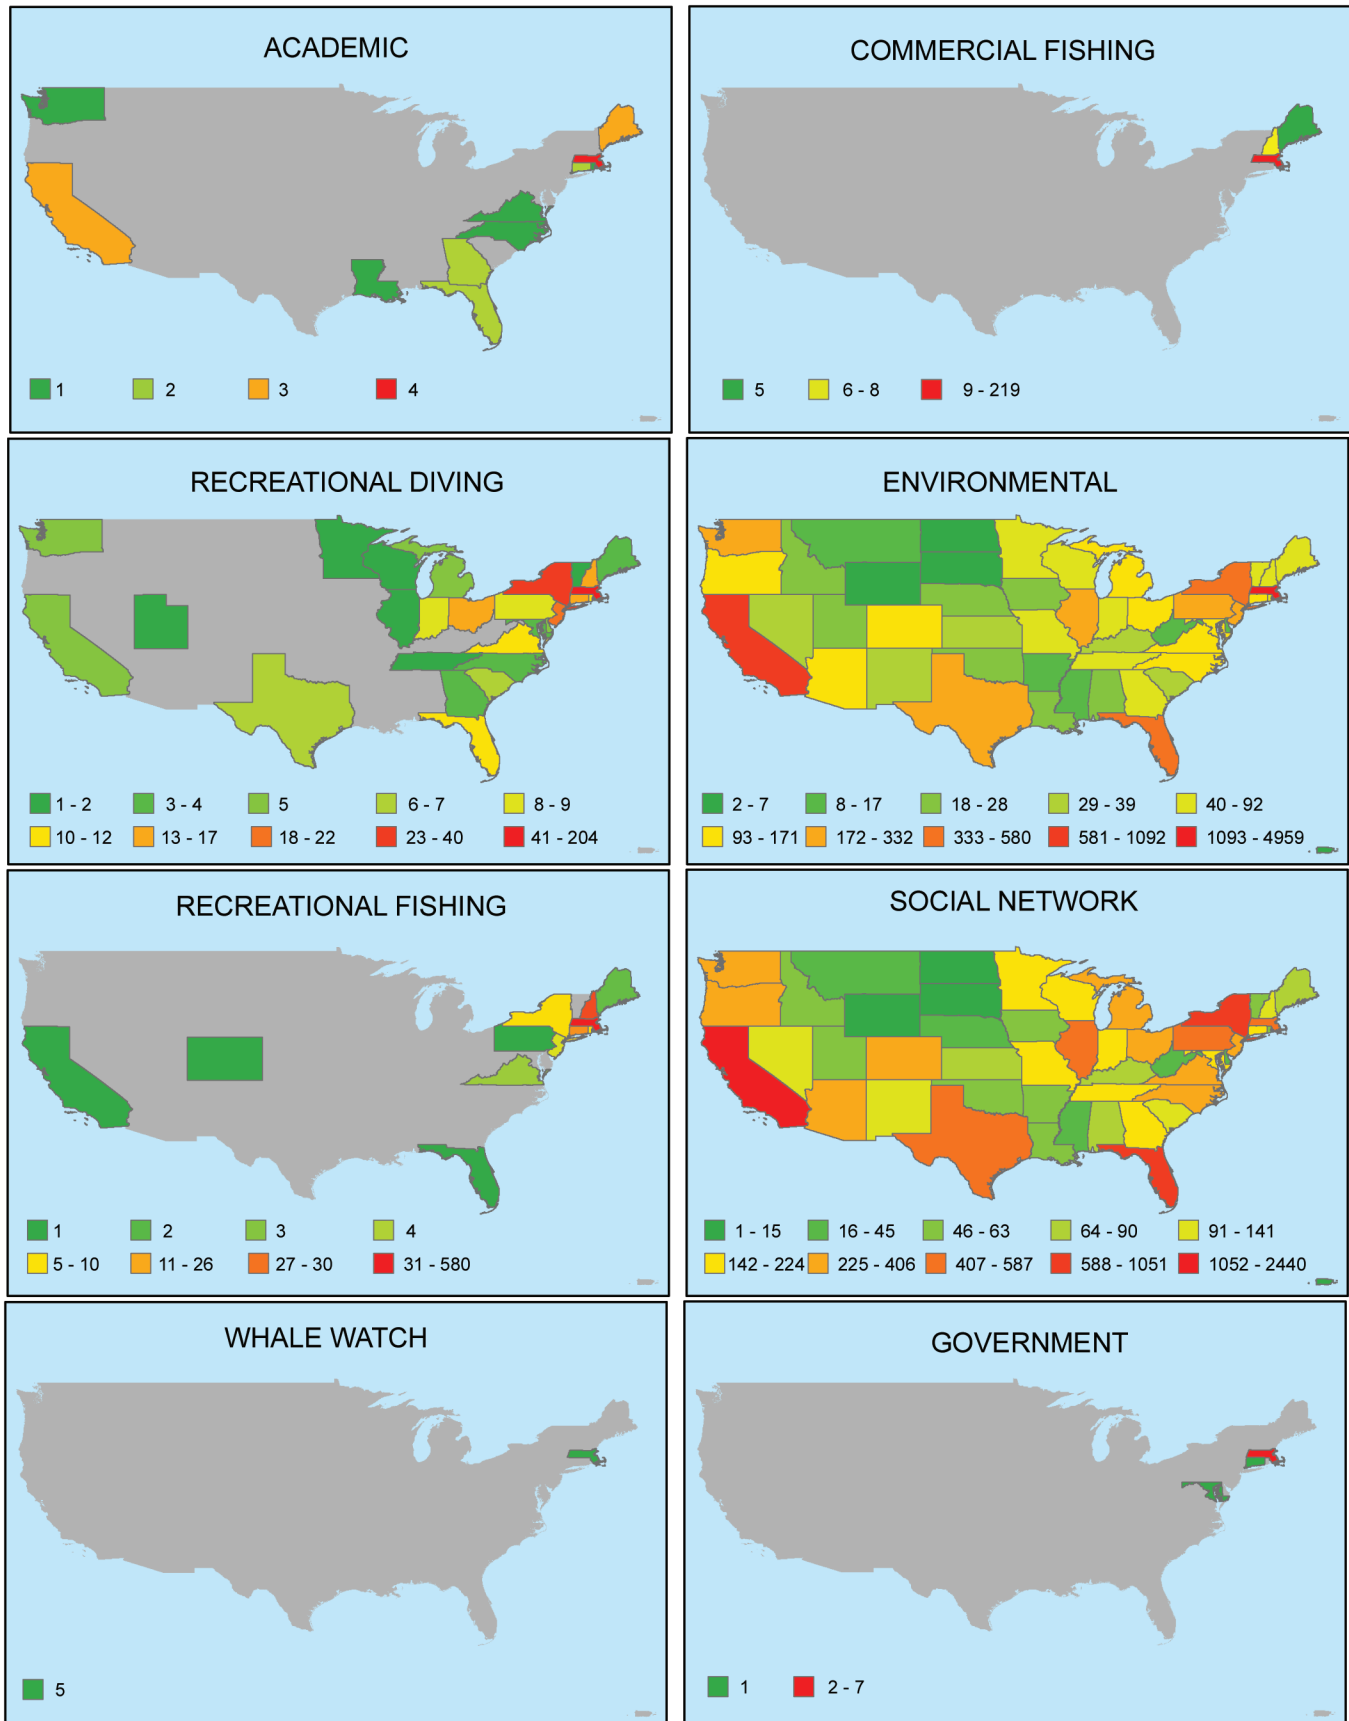 ACADEMIC
1 2 3 4
COMMERCIAL FISHING
5 6 - 8 9 - 219
RECREATIONAL DIVING
1 - 2 3 - 4 5 6 - 7 8 - 9
10 - 12 13 - 17 18 - 22 23 - 40 41 - 204
ENVIRONMENTAL
2 - 7 8 - 17 18 - 28 29 - 39 40 - 92
93 - 171 172 - 332 333 - 580 581 - 1092 1093 - 4959
RECREATIONAL FISHING
1 2 3 4
5 - 10 11 - 26 27 - 30 31 - 580
SOCIAL NETWORK
1 - 15 16 - 45 46 - 63 64 - 90 91 - 141
142 - 224 225 - 406 407 - 587 588 - 1051 1052 - 2440
WHALE WATCH
5
GOVERNMENT
1 2 - 7